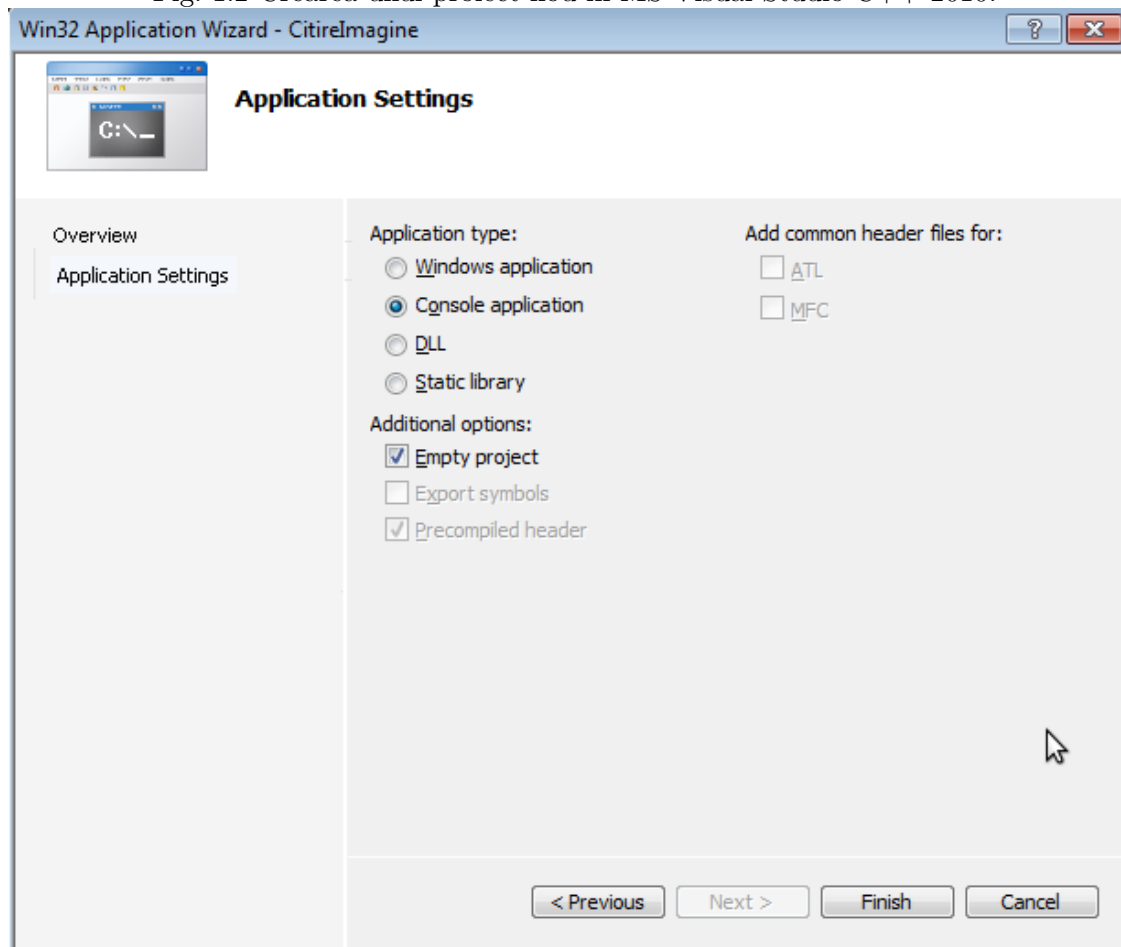 Win32 Application Wizard - CitireImagine
C:\_
Application Settings
Overview
Application Settings
Application type:
Windows application
Console application
DLL
Static library
Additional options:
Empty project
Export symbols
Precompiled header
Add common header files for:
ATL
MFC
< Previous
Next >
Finish
Cancel